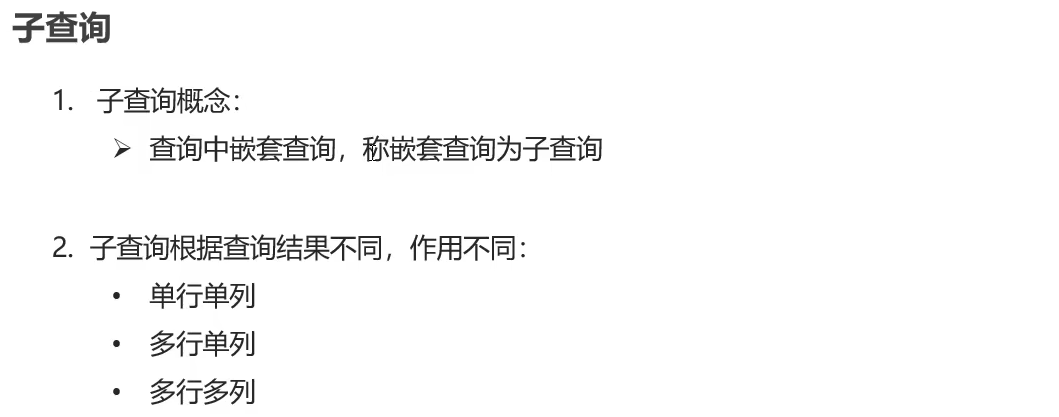 子查询
1. 子查询概念：
➢ 查询中嵌套查询，称嵌套查询为子查询
2. 子查询根据查询结果不同，作用不同：
• 单行单列
• 多行单列
• 多行多列